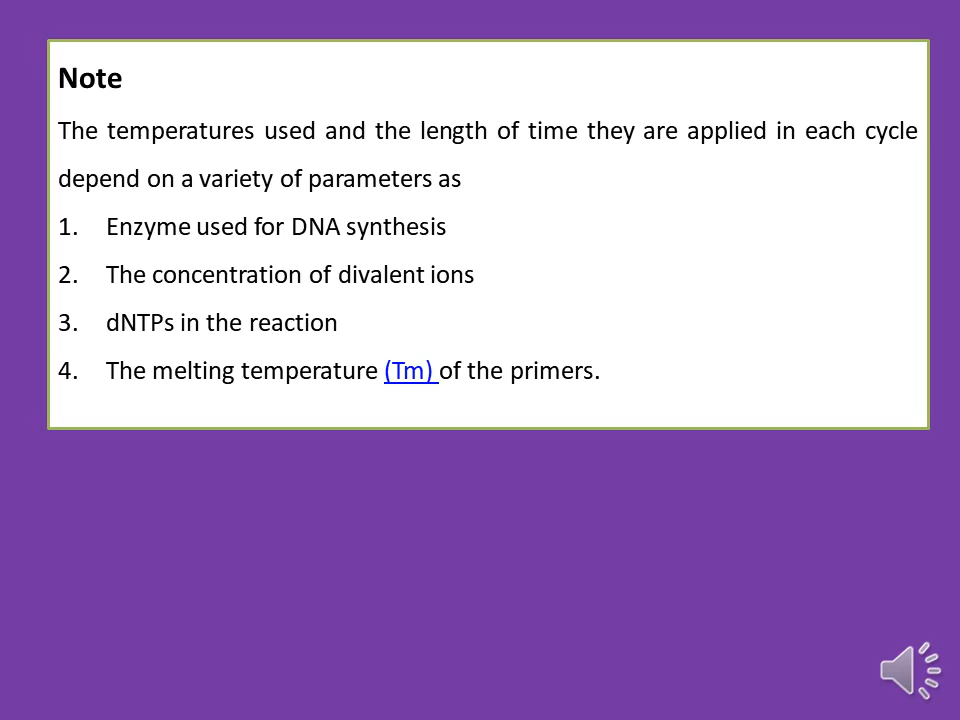 Note
The temperatures used and the length of time they are applied in each cycle
depend on a variety of parameters as
1. Enzyme used for DNA synthesis
2. The concentration of divalent ions
3. dNTPs in the reaction
4. The melting temperature (Tm) of the primers.